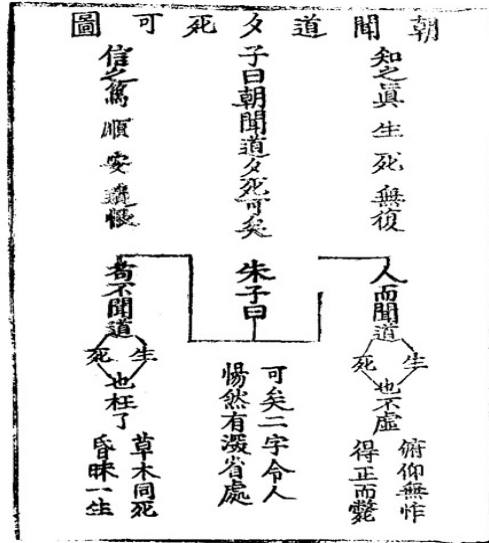 朝聞道夕死可圖
知之眞生死無復
子曰朝聞道夕死可矣
信之篤順安遺恨
人而聞道
生
死
也不虛
俯仰無怍
得正而斃
朱子曰
可矣二字令人
惕然有深省處
若不聞道
生
死
也枉了
草木同死
昏昧一生